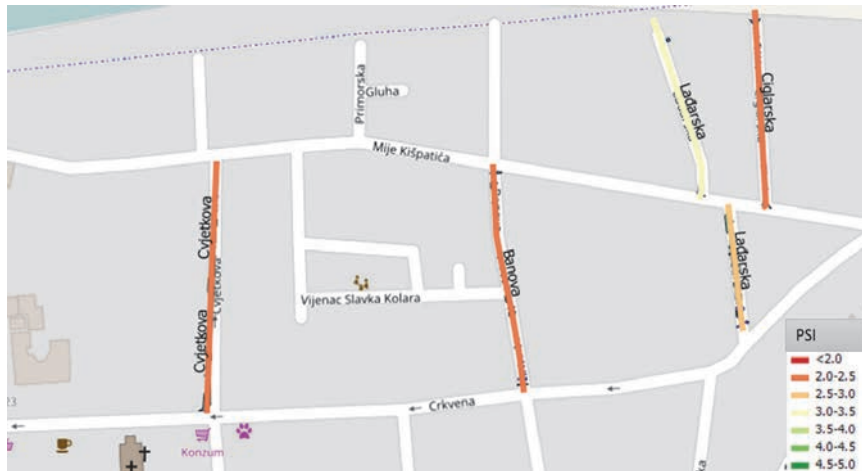 Primorska
Gluha
Mije Kišpatića
Lađarska
Ciglarska
Cvjetkova
Cvjetkova
Cvjetkova
Banova
Lađarska
Vijenac Slavka Kolara
Crkvena
23
Konzum
PSI
<2.0
2.0-2.5
2.5-3.0
3.0-3.5
3.5-4.0
4.0-4.5
4.5-5.0